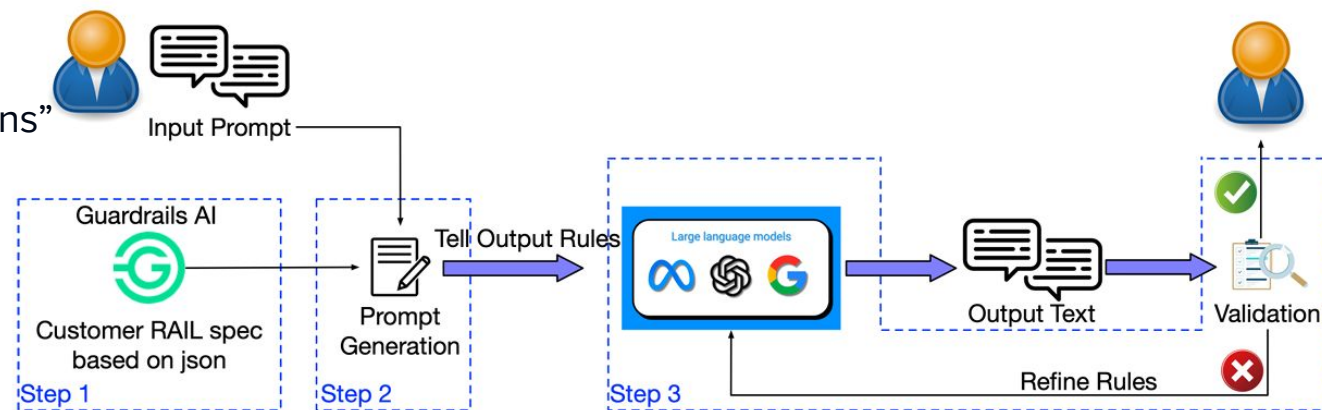 ns”
Input Prompt
Guardrails AI
Customer RAIL spec
based on json
Step 1
Prompt
Generation
Step 2
Tell Output Rules
Large language models
Output Text
Validation
Refine Rules
Step 3